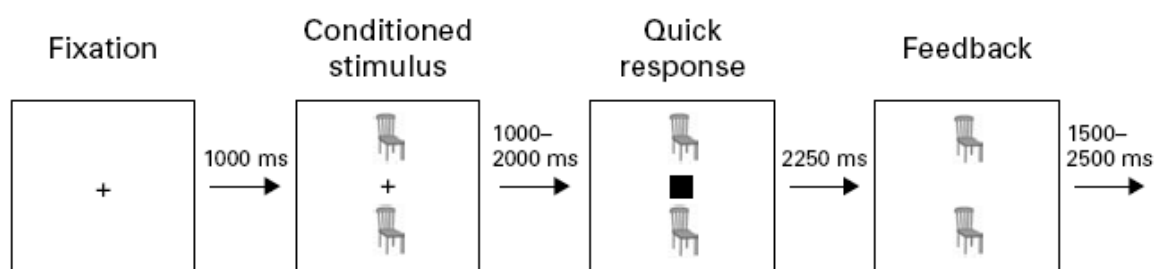 Fixation
Conditioned
stimulus
Quick
response
Feedback
1000 ms
1000–
2000 ms
2250 ms
1500–
2500 ms